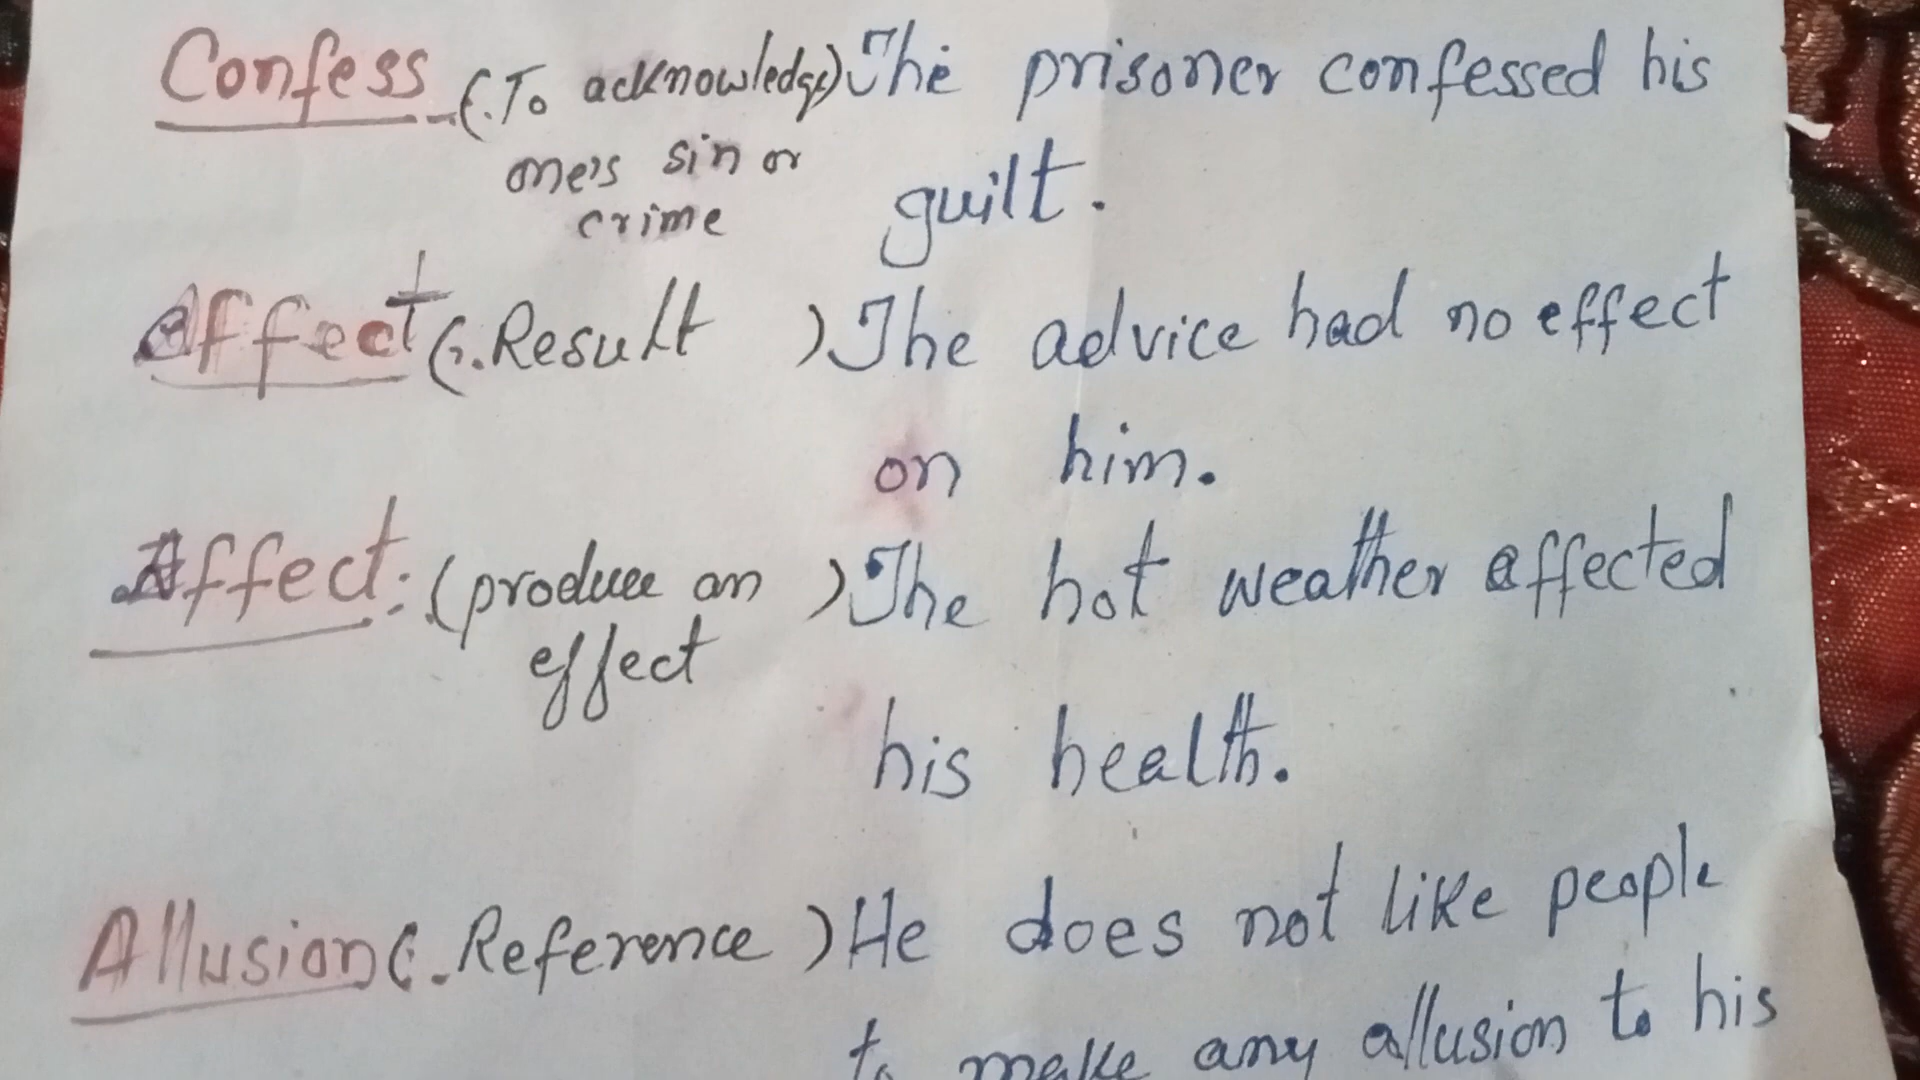 Confess (:To acknowledge) The prisoner confessed his
one's sin or
crime
guilt.
effect (:.Result ) The advice had no effect
on him.
Affect: (produce an ) The hot weather affected
effect
his health.
Allusion (:.Reference ) He does not like people
to make any allusion to his